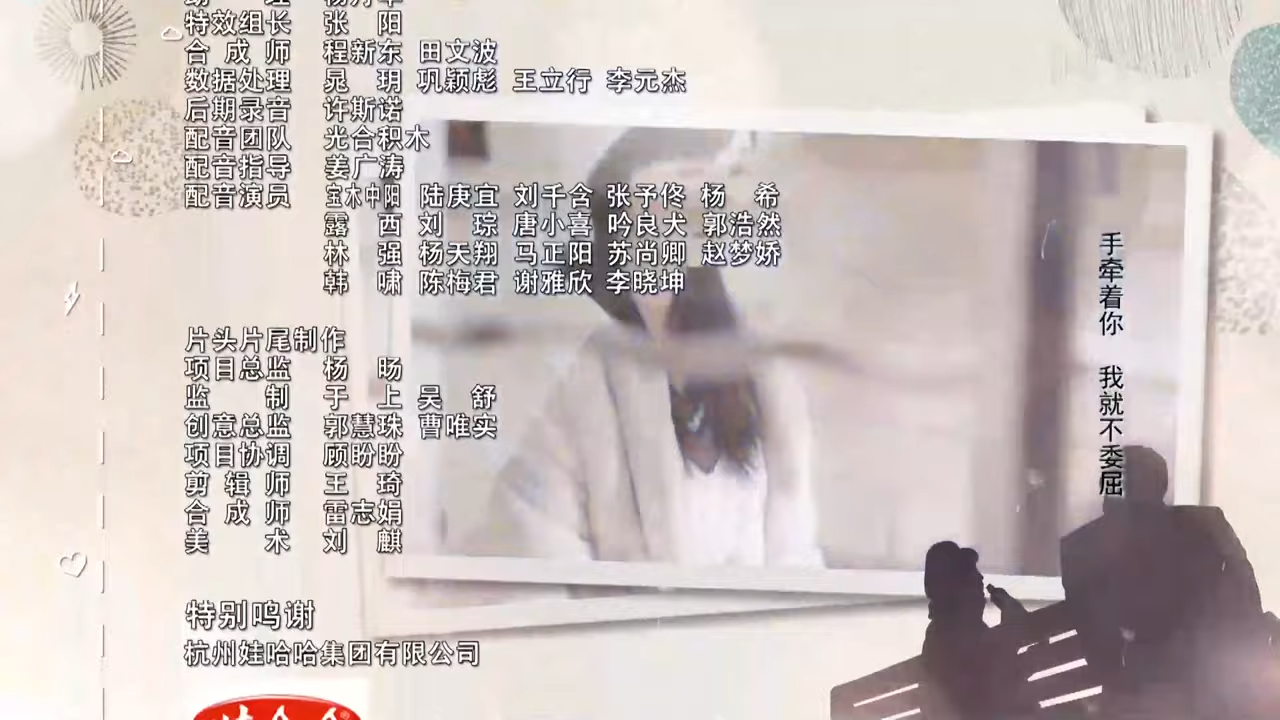 特效组长 张 阳
合成师 程新东 田文波
数据处理 晁 玥 巩颖彪 王立行 李元杰
后期录音 许斯诺
配音团队 光合积木
配音指导 姜广涛
配音演员 宝木中阳 陆庚宜 刘千含 张予佟 杨 希
露 西 刘 琮 唐小喜 吟良犬 郭浩然
林 强 杨天翔 马正阳 苏尚卿 赵梦娇
韩 啸 陈梅君 谢雅欣 李晓坤
片头片尾制作
项目总监 杨 旸
监 制 于 上 吴 舒
创意总监 郭慧珠 曹唯实
项目协调 顾盼盼
剪辑师 王 琦
合成师 雷志娟
美 术 刘 麒
特别鸣谢
杭州娃哈哈集团有限公司
手牵着你 我就不委屈